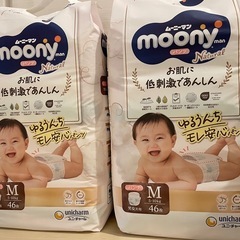 ムーニーマン
moony
man
Natural
お肌に
低刺激であんしん
ゆるうんち
モレ安心パンツ!
M
46枚
unicharm
ユニ・チャーム
ムーニーマン
moony
man
Natural
お肌に
低刺激であんしん
ゆるうんち
モレ安心パンツ!
M
46枚
unicharm
ユニ・チャーム